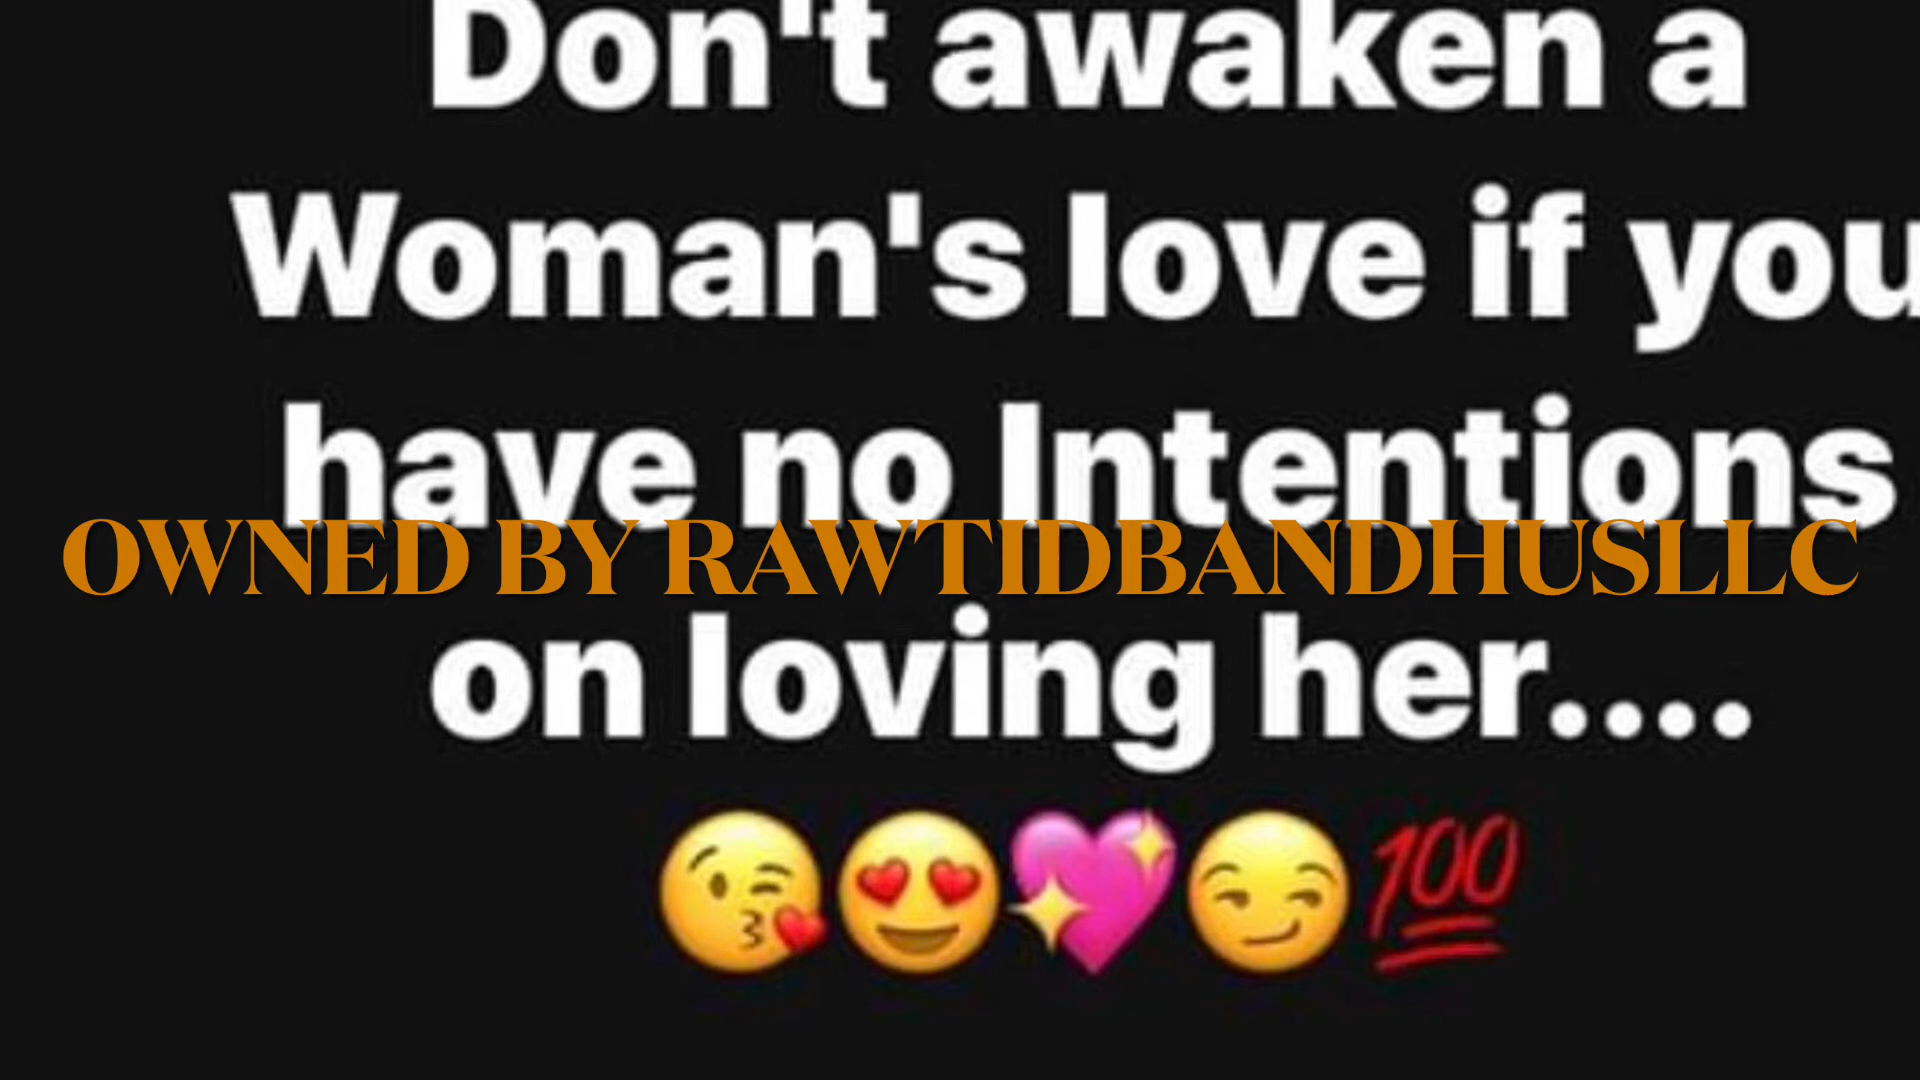 Don't awaken a
Woman's love if you
have no Intentions
OWNED BY RAWTIDBANDHUSLLC
on loving her....
😘😍💖😏💯